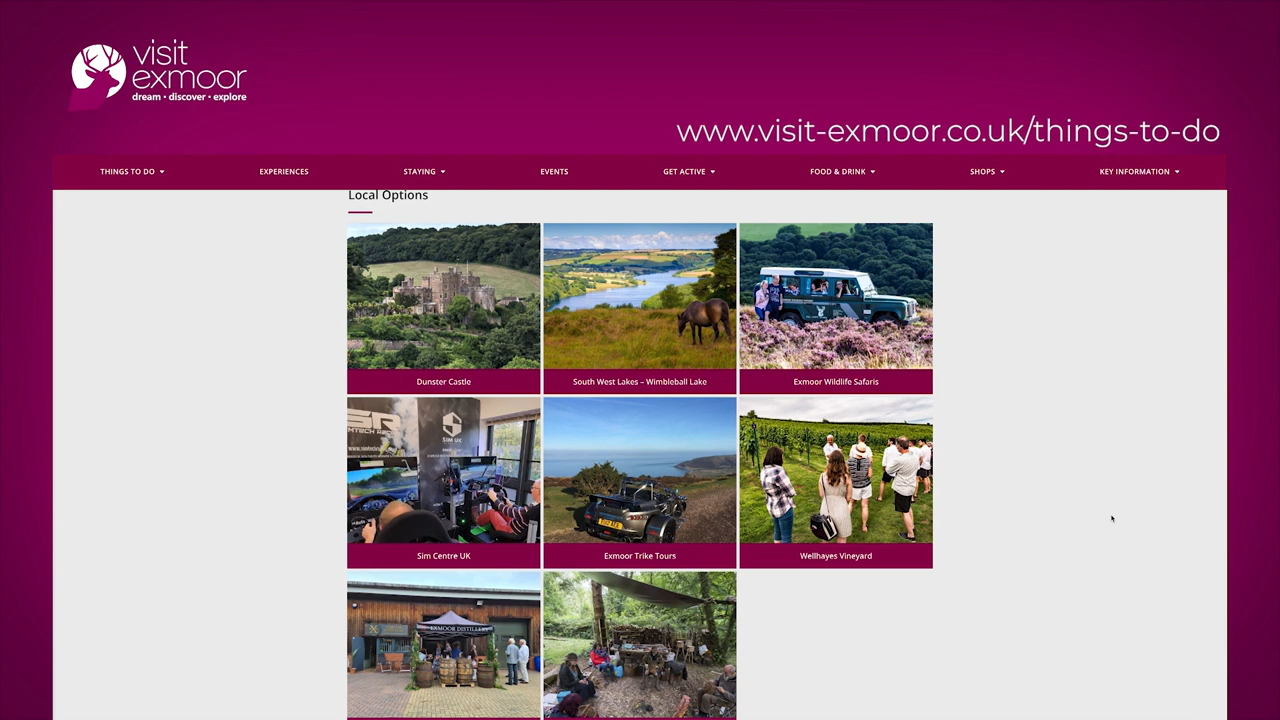 visit
exmoor
dream • discover • explore
www.visit-exmoor.co.uk/things-to-do
THINGS TO DO
EXPERIENCES
STAYING
EVENTS
GET ACTIVE
FOOD & DRINK
SHOPS
KEY INFORMATION
Local Options
Dunster Castle
South West Lakes – Wimbleball Lake
Exmoor Wildlife Safaris
SIM UK
Sim Centre UK
Exmoor Trike Tours
Wellhayes Vineyard
EXMOOR DISTILLERY